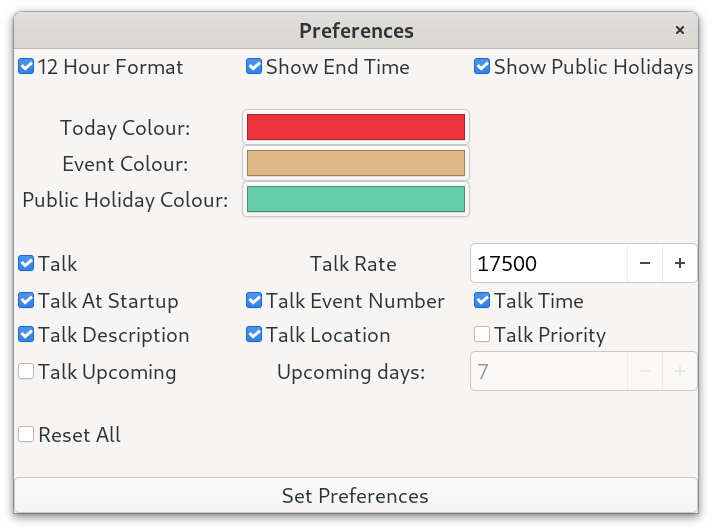 Preferences
12 Hour Format Show End Time Show Public Holidays
Today Colour:
Event Colour:
Public Holiday Colour:
Talk Talk Rate 17500
Talk At Startup Talk Event Number Talk Time
Talk Description Talk Location Talk Priority
Talk Upcoming Upcoming days: 7
Reset All
Set Preferences